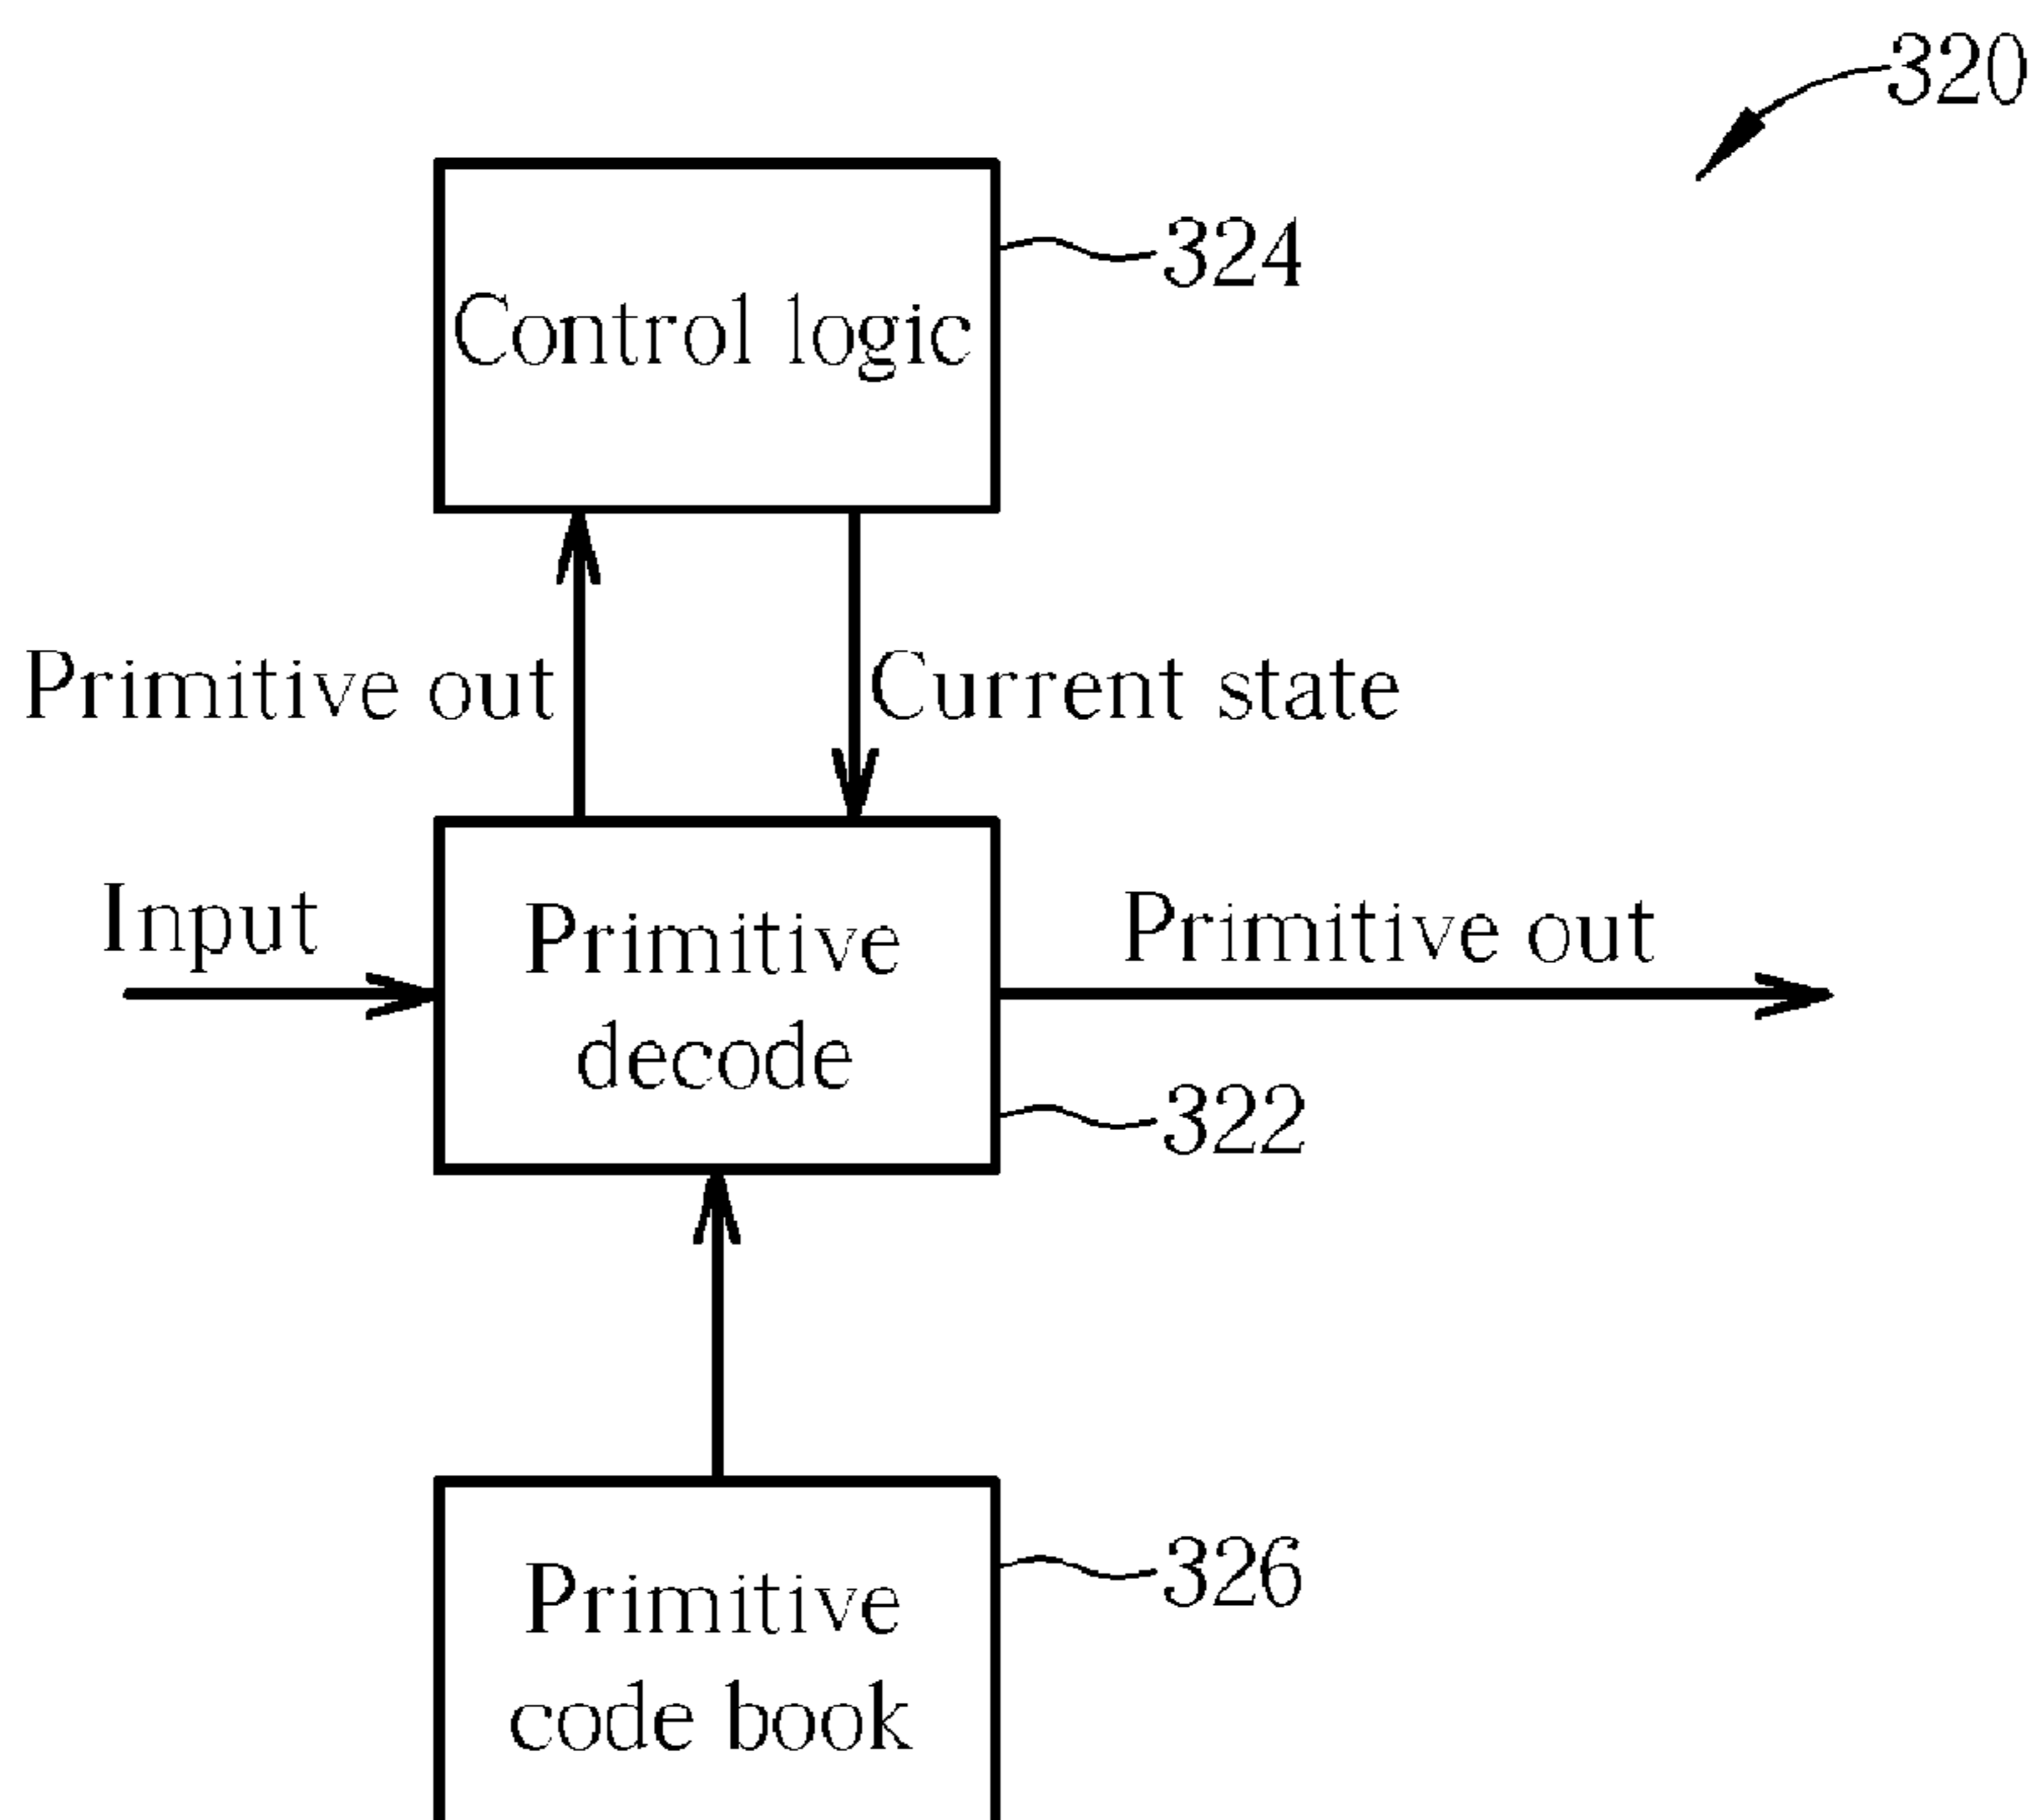 320
324
Control logic
Primitive out
Current state
Input
Primitive
decode
Primitive out
322
326
Primitive
code book